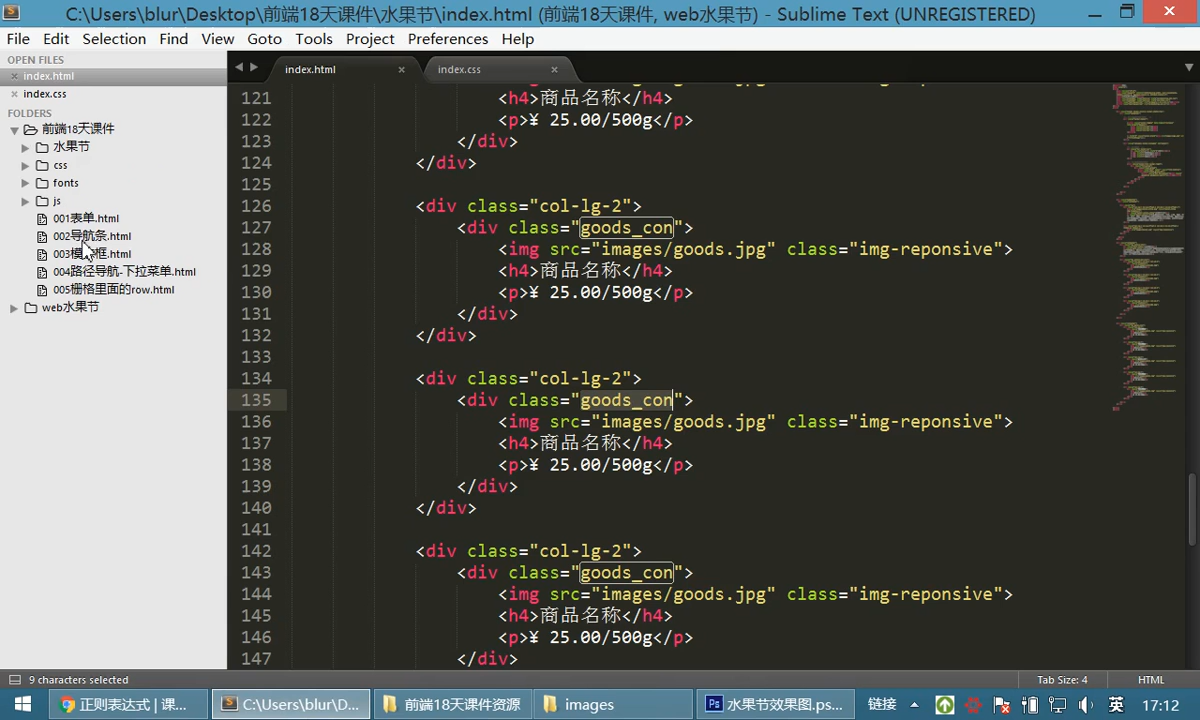 C:\Users\blur\Desktop\前端18天课件\水果节\index.html (前端18天课件, web水果节) - Sublime Text (UNREGISTERED)
File Edit Selection Find View Goto Tools Project Preferences Help
OPEN FILES
index.html
index.css
FOLDERS
前端18天课件
水果节
css
fonts
js
001表单.html
002导航条.html
004路径导航-下拉菜单.html
005栅格里面的row.html
web水果节
index.html index.css
121 <h4>商品名称</h4>
122 <p>¥ 25.00/500g</p>
123 </div>
124 </div>
125
126 <div class="col-lg-2">
127 <div class="goods_con">
128 <img src="images/goods.jpg" class="img-reponsive">
129 <h4>商品名称</h4>
130 <p>¥ 25.00/500g</p>
131 </div>
132 </div>
133
134 <div class="col-lg-2">
135 <div class="goods_con">
136 <img src="images/goods.jpg" class="img-reponsive">
137 <h4>商品名称</h4>
138 <p>¥ 25.00/500g</p>
139 </div>
140 </div>
141
142 <div class="col-lg-2">
143 <div class="goods_con">
144 <img src="images/goods.jpg" class="img-reponsive">
145 <h4>商品名称</h4>
146 <p>¥ 25.00/500g</p>
147 </div>
9 characters selected Tab Size: 4 HTML
正则表达式 | 课... C:\Users\blur\D... 前端18天课件资源 images 水果节效果图.ps... 链接 英 17:12